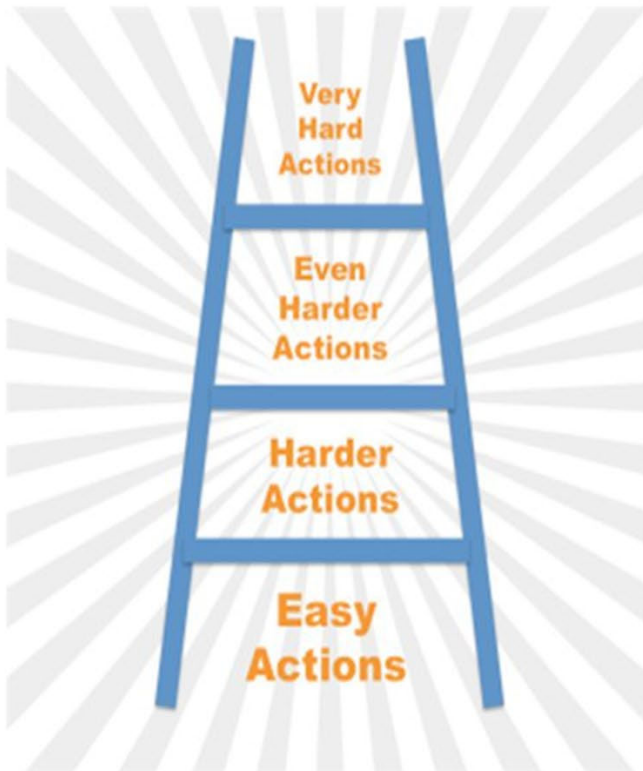 Very
Hard
Actions
Even
Harder
Actions
Harder
Actions
Easy
Actions